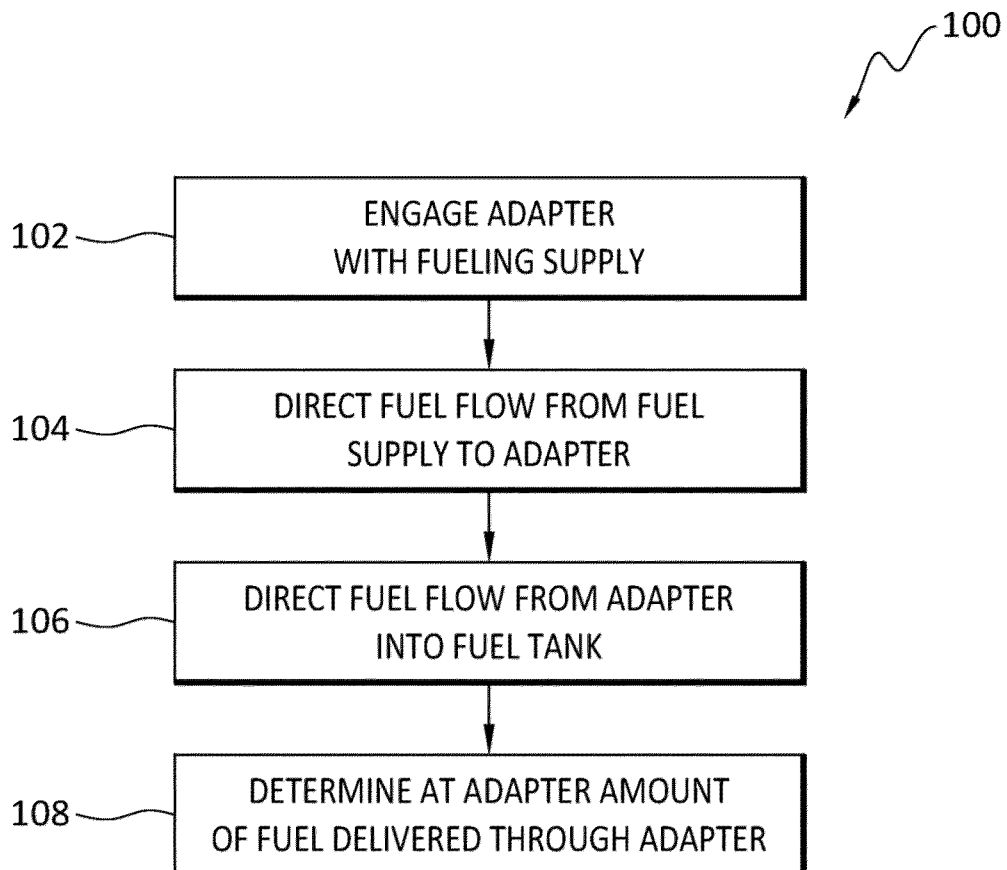 100
102
ENGAGE ADAPTER
WITH FUELING SUPPLY
104
DIRECT FUEL FLOW FROM FUEL
SUPPLY TO ADAPTER
106
DIRECT FUEL FLOW FROM ADAPTER
INTO FUEL TANK
108
DETERMINE AT ADAPTER AMOUNT
OF FUEL DELIVERED THROUGH ADAPTER